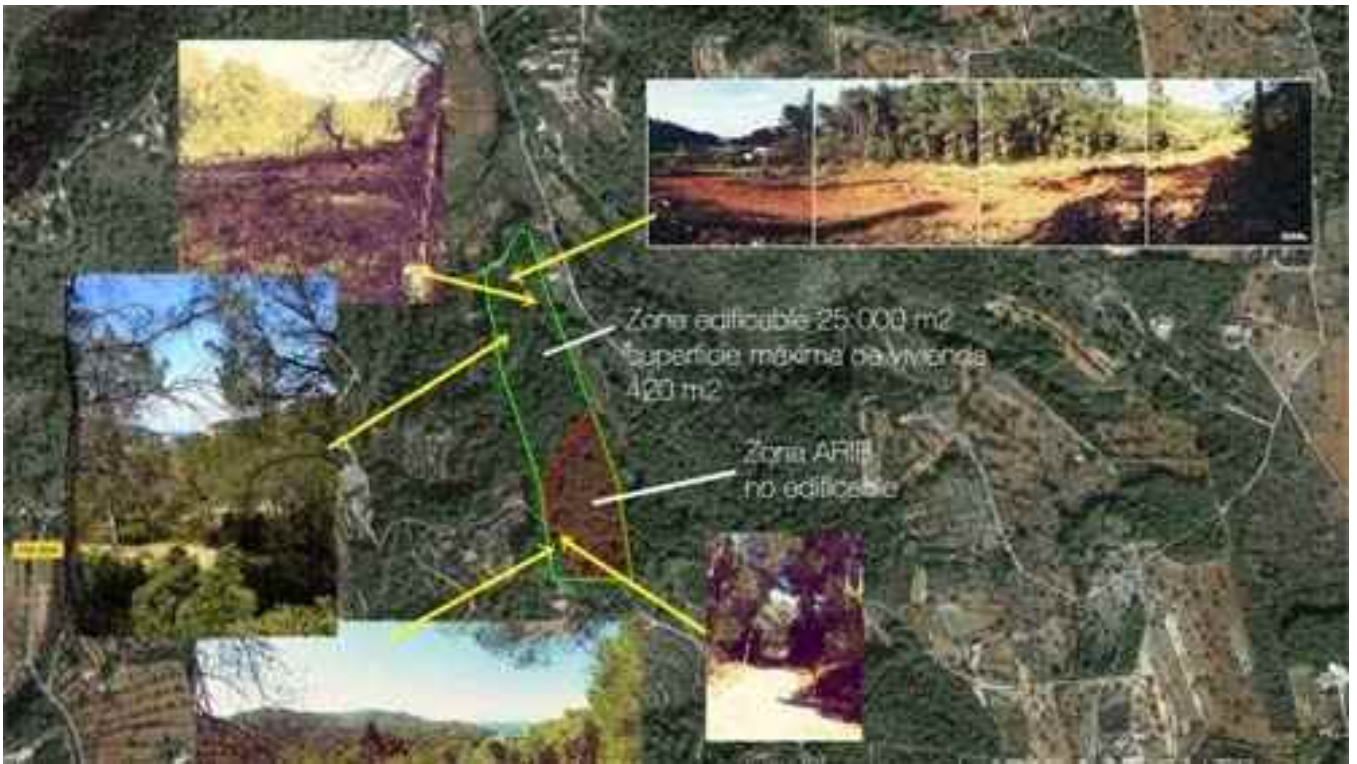 Zona edificable 25.000 m2
superficie máxima de vivienda
420 m2
Zona ARIP
no edificable